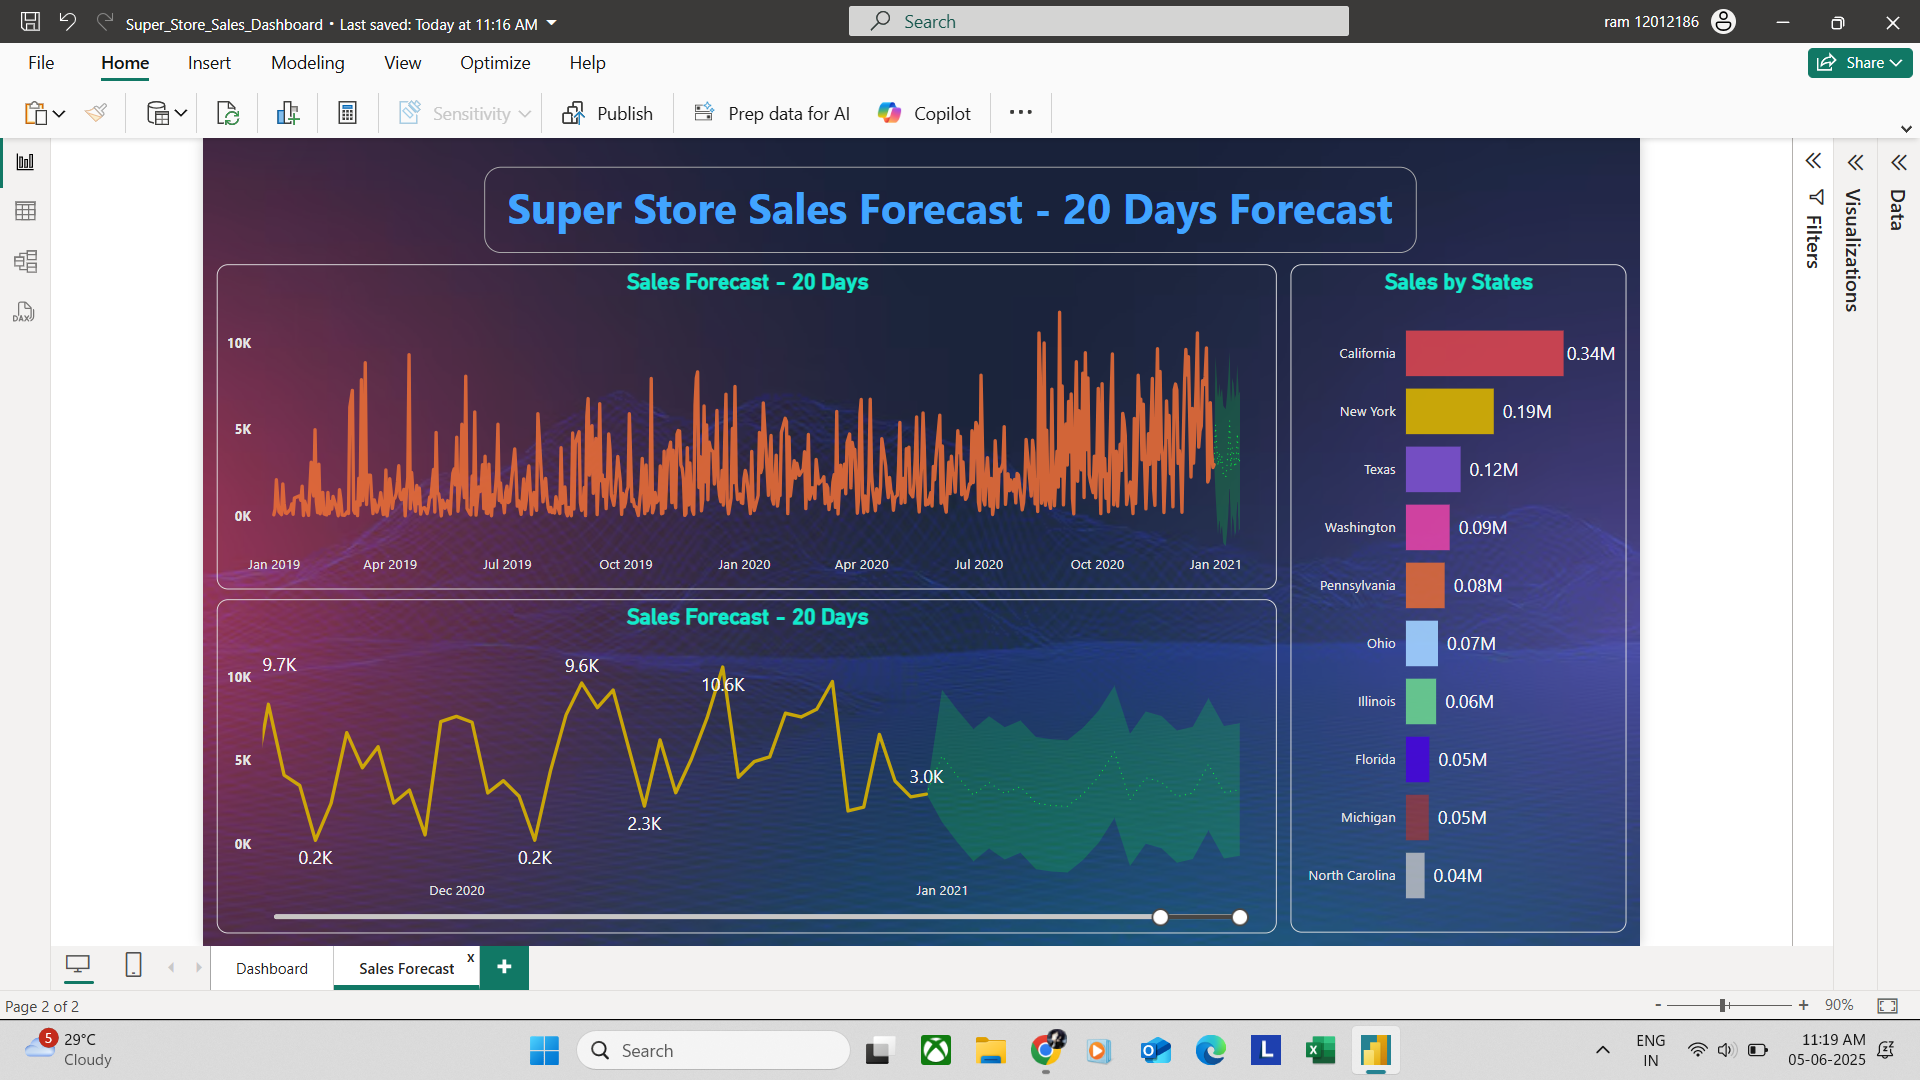 Super_Store_Sales_Dashboard • Last saved: Today at 11:16 AM
Search
ram 12012186
File
Home
Insert
Modeling
View
Optimize
Help
Share
Sensitivity
Publish
Prep data for AI
Copilot
DAX
Super Store Sales Forecast - 20 Days Forecast
Sales Forecast - 20 Days
10K
5K
0K
Jan 2019
Apr 2019
Jul 2019
Oct 2019
Jan 2020
Apr 2020
Jul 2020
Oct 2020
Jan 2021
Sales Forecast - 20 Days
10K
5K
0K
9.7K
0.2K
0.2K
9.6K
2.3K
10.6K
3.0K
Dec 2020
Jan 2021
Sales by States
California 0.34M
New York 0.19M
Texas 0.12M
Washington 0.09M
Pennsylvania 0.08M
Ohio 0.07M
Illinois 0.06M
Florida 0.05M
Michigan 0.05M
North Carolina 0.04M
Filters
Visualizations
Data
Dashboard
Sales Forecast
x
+
Page 2 of 2
- + 90%
5
29°C
Cloudy
Search
L
ENG
IN
11:19 AM
05-06-2025